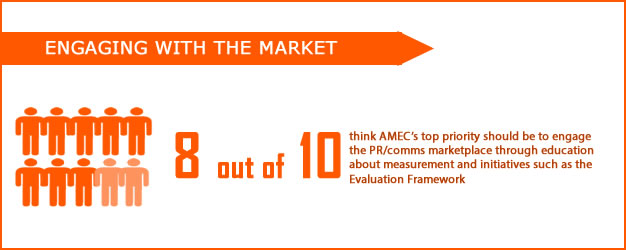 ENGAGING WITH THE MARKET
8 out of 10
think AMEC's top priority should be to engage
the PR/comms marketplace through education
about measurement and initiatives such as the
Evaluation Framework